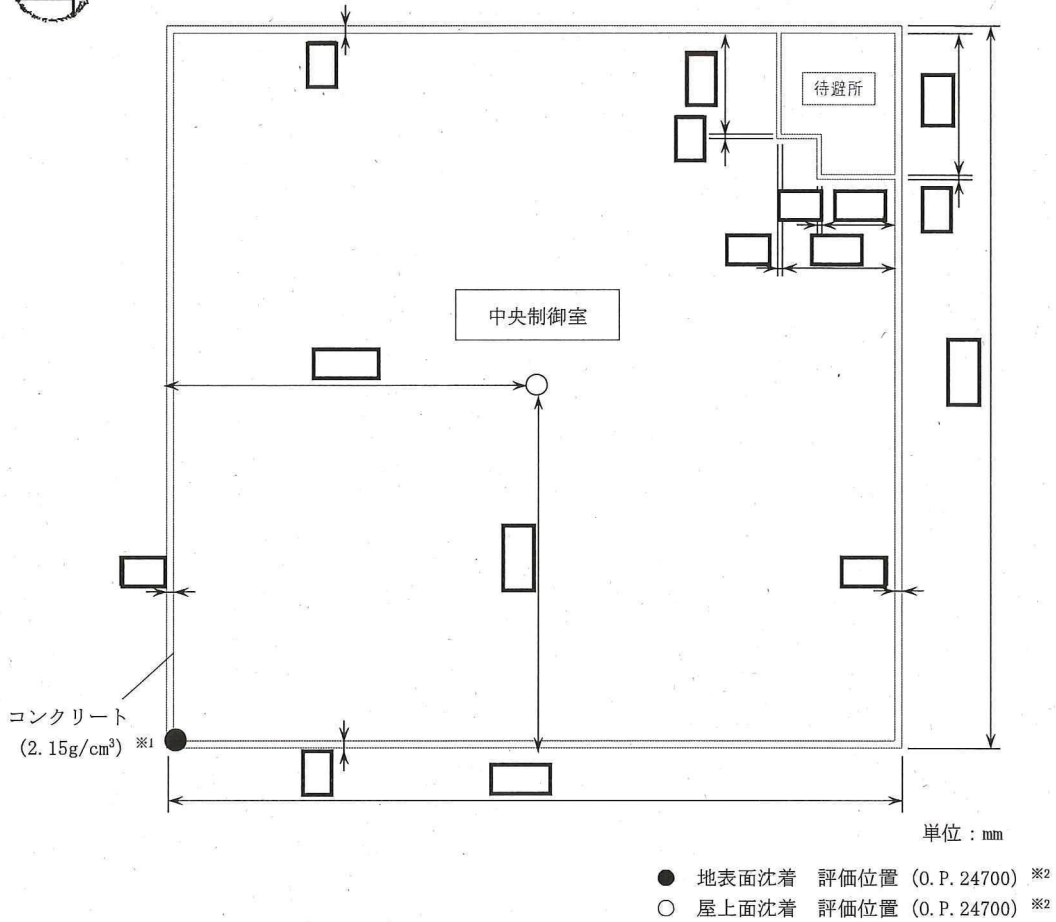 待避所
中央制御室
コンクリート
(2.15g/cm³) ※1
単位：mm
● 地表面沈着 評価位置 (O.P.24700) ※2
○ 屋上面沈着 評価位置 (O.P.24700) ※2